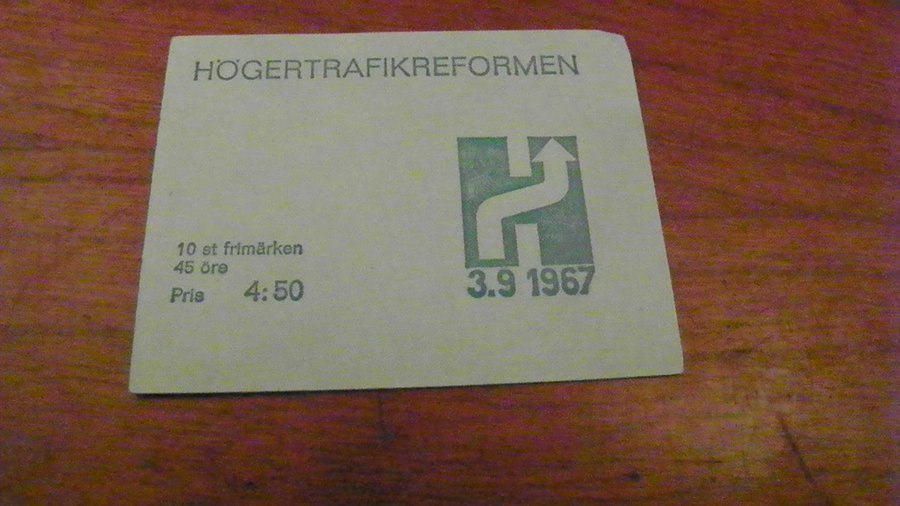 HÖGERTRAFIKREFORMEN
10 st frimärken
45 öre
Pris 4:50
3.9 1967